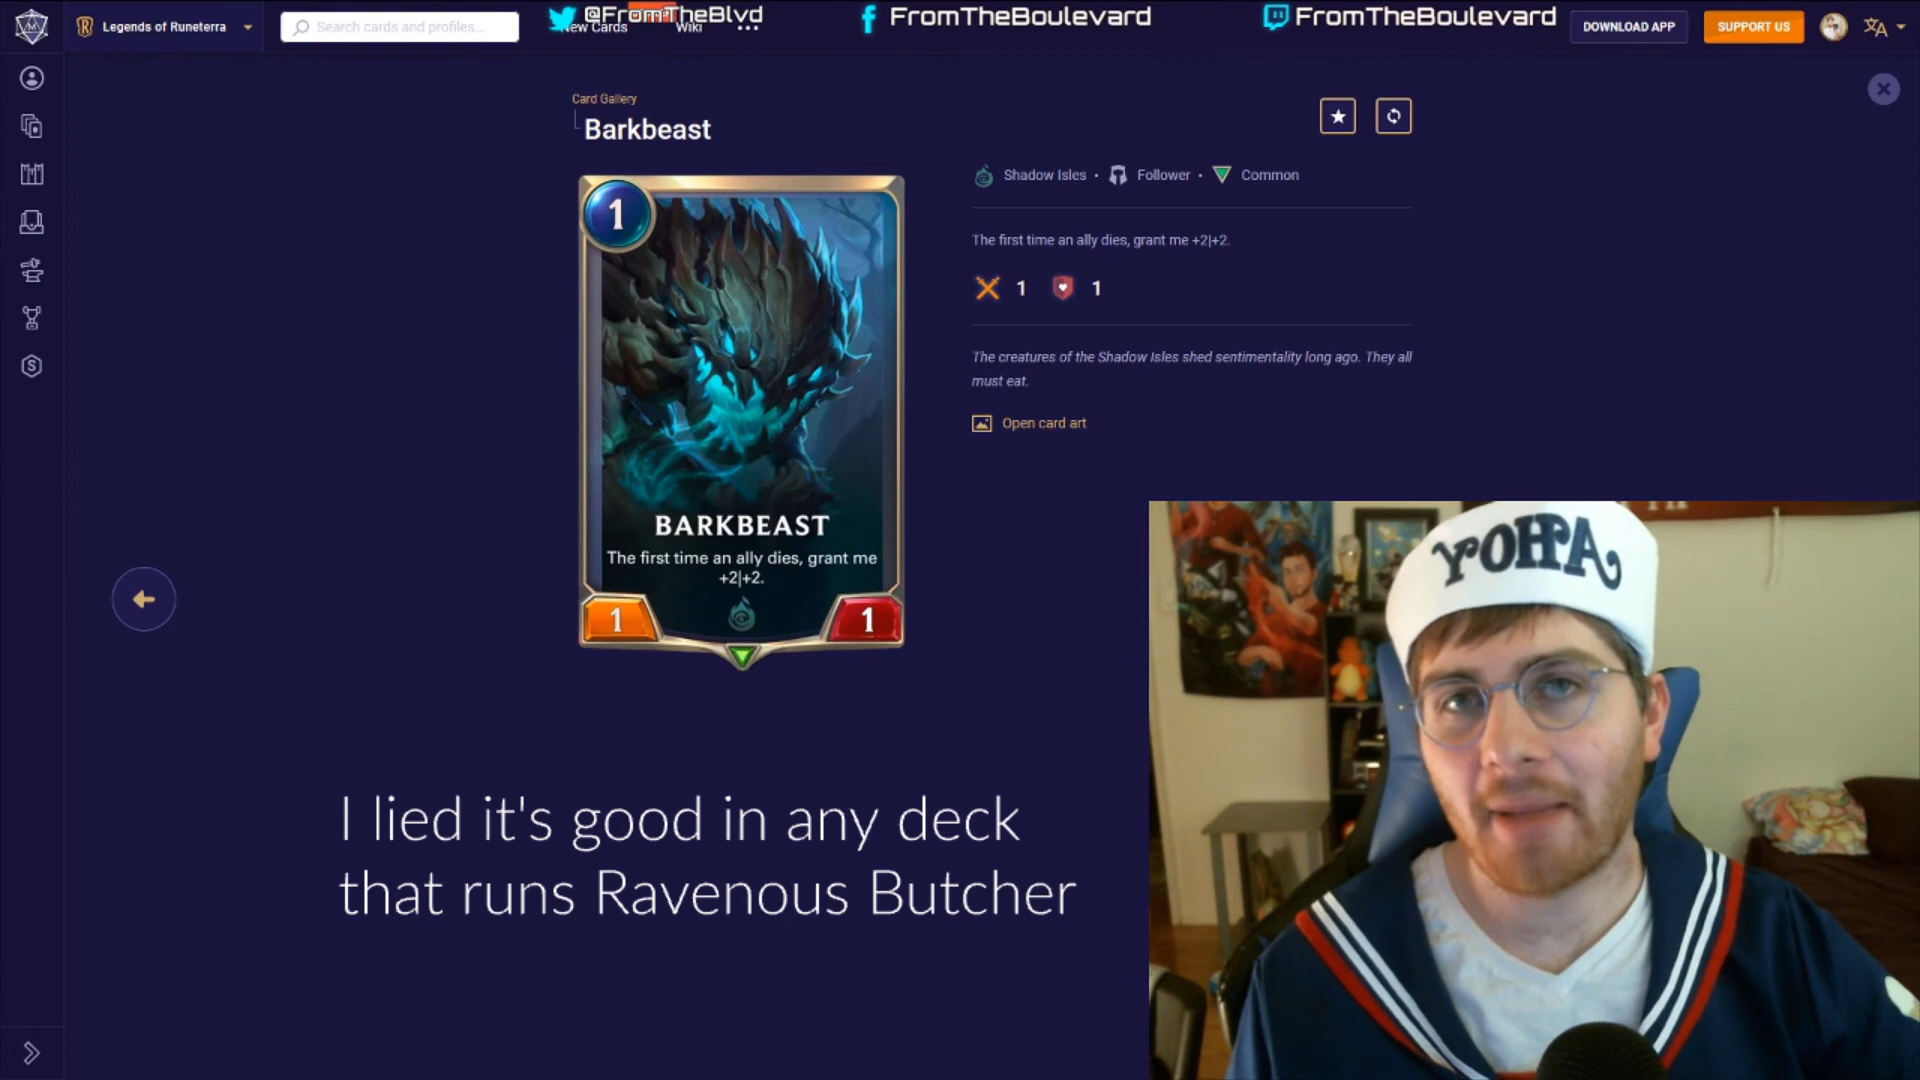 Legends of Runeterra
Search cards and profiles...
@FromTheBlvd
New Cards
Wiki
FromTheBoulevard
FromTheBoulevard
DOWNLOAD APP
SUPPORT US
Card Gallery
Barkbeast
Shadow Isles • Follower • Common
The first time an ally dies, grant me +2|+2.
1 1
The creatures of the Shadow Isles shed sentimentality long ago. They all
must eat.
Open card art
1
BARKBEAST
The first time an ally dies, grant me
+2|+2.
1 1
I lied it's good in any deck
that runs Ravenous Butcher